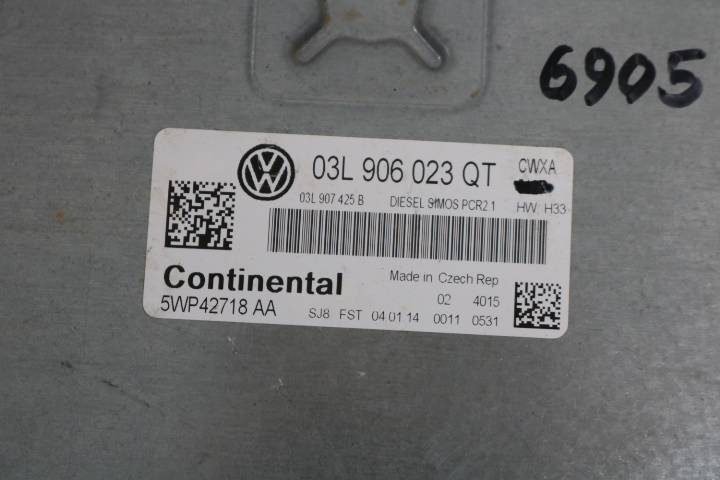 6905
03L 906 023 QT CWXA
03L 907 425 B DIESEL SIMOS PCR2 1 HW H33
Continental Made in Czech Rep
02 4015
5WP42718 AA SJ8 FST 04 01 14 0011 0531